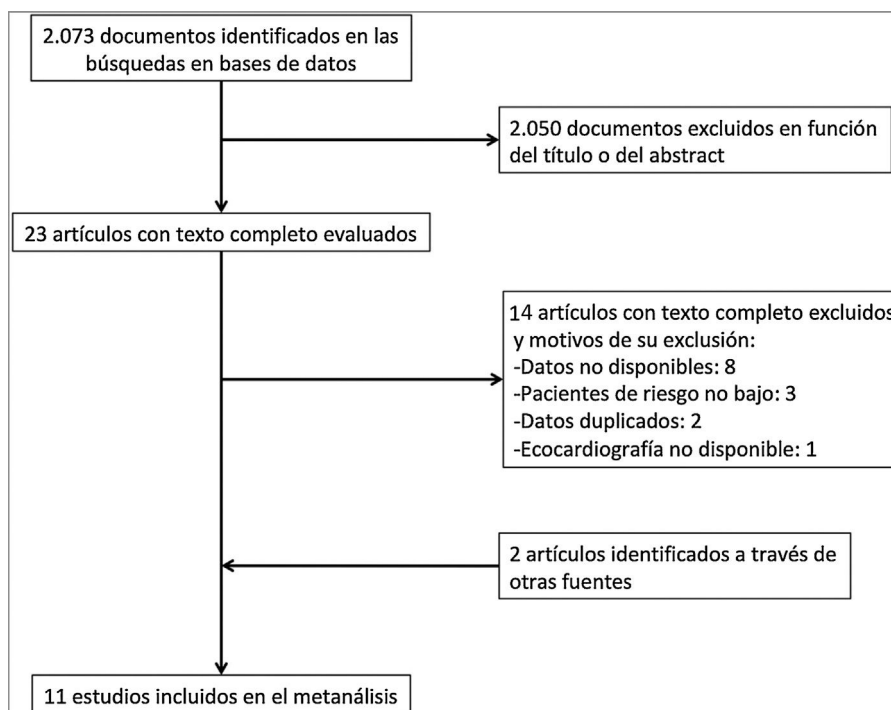 2.073 documentos identificados en las
búsquedas en bases de datos
2.050 documentos excluidos en función
del título o del abstract
23 artículos con texto completo evaluados
14 artículos con texto completo excluidos
y motivos de su exclusión:
-Datos no disponibles: 8
-Pacientes de riesgo no bajo: 3
-Datos duplicados: 2
-Ecocardiografía no disponible: 1
2 artículos identificados a través de
otras fuentes
11 estudios incluidos en el metanálisis